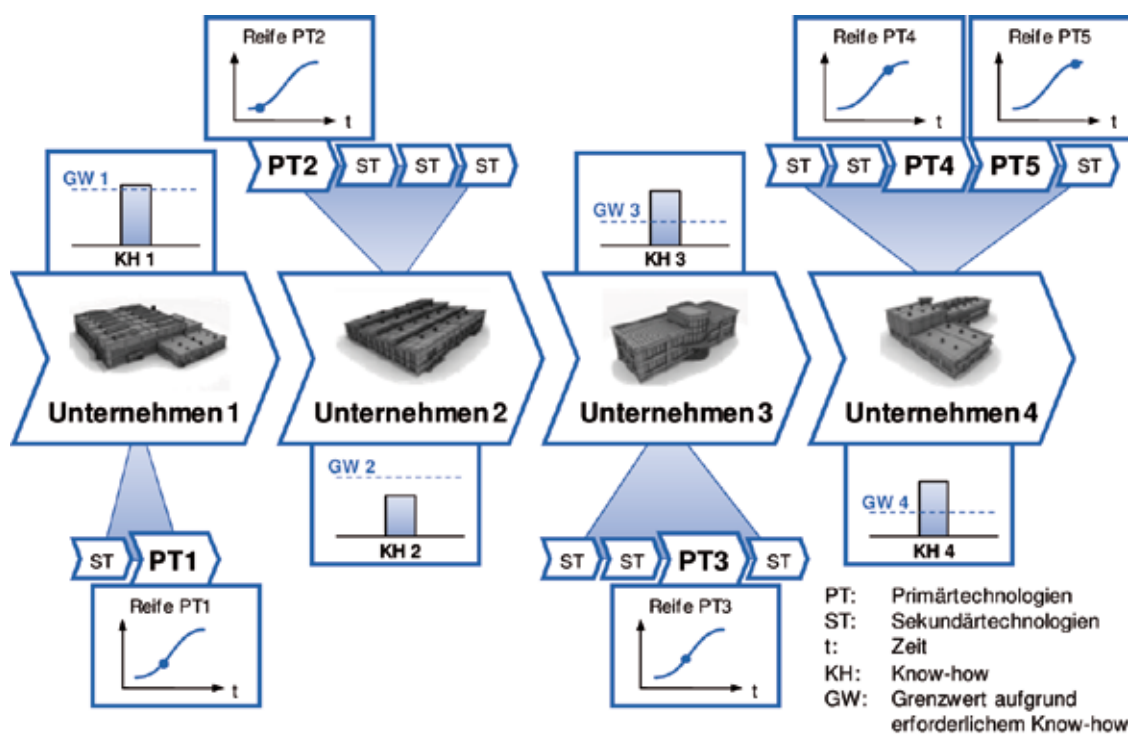 Reife PT2
t
PT2
ST
ST
ST
Reife PT4
t
Reife PT5
t
ST
ST
PT4
PT5
ST
GW 1
KH 1
GW 3
KH 3
Unternehmen 1
Unternehmen 2
Unternehmen 3
Unternehmen 4
GW 2
KH 2
GW 4
KH 4
ST
PT1
Reife PT1
t
ST
ST
PT3
ST
Reife PT3
t
PT: Primärtechnologien
ST: Sekundärtechnologien
t: Zeit
KH: Know-how
GW: Grenzwert aufgrund
erforderlichem Know-how